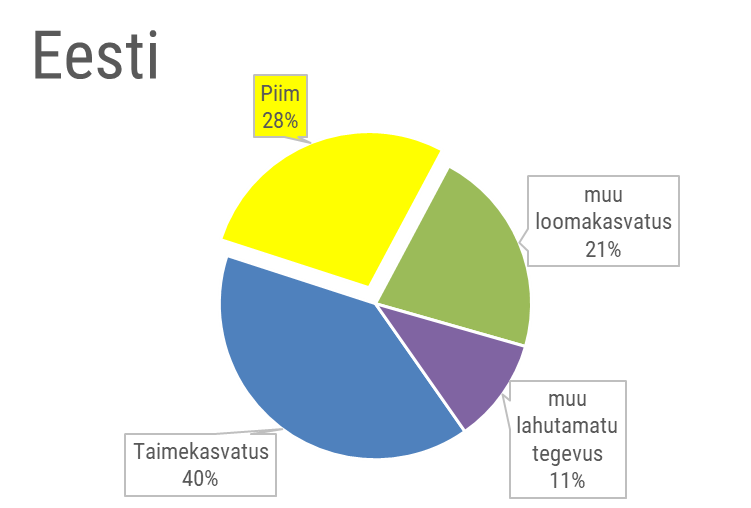 Eesti
Piim
28%
muu
loomakasvatus
21%
muu
lahutamatu
tegevus
11%
Taimekasvatus
40%